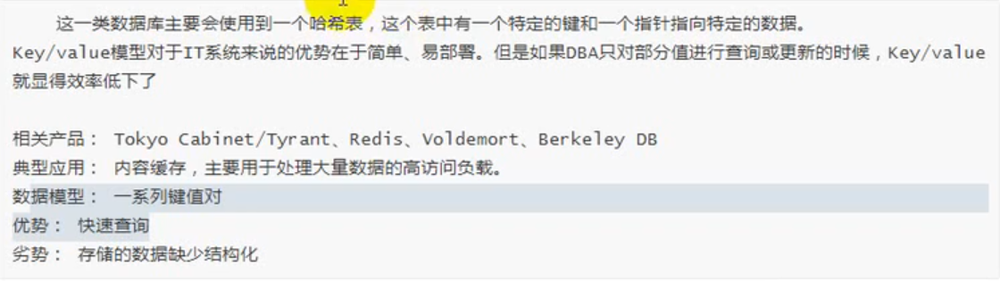 这一类数据库主要会使用到一个哈希表，这个表中有一个特定的键和一个指针指向特定的数据。
Key/value模型对于IT系统来说的优势在于简单、易部署。但是如果DBA只对部分值进行查询或更新的时候，Key/value
就显得效率低下了
相关产品： Tokyo Cabinet/Tyrant、Redis、Voldemort、Berkeley DB
典型应用： 内容缓存，主要用于处理大量数据的高访问负载。
数据模型： 一系列键值对
优势： 快速查询
劣势： 存储的数据缺少结构化